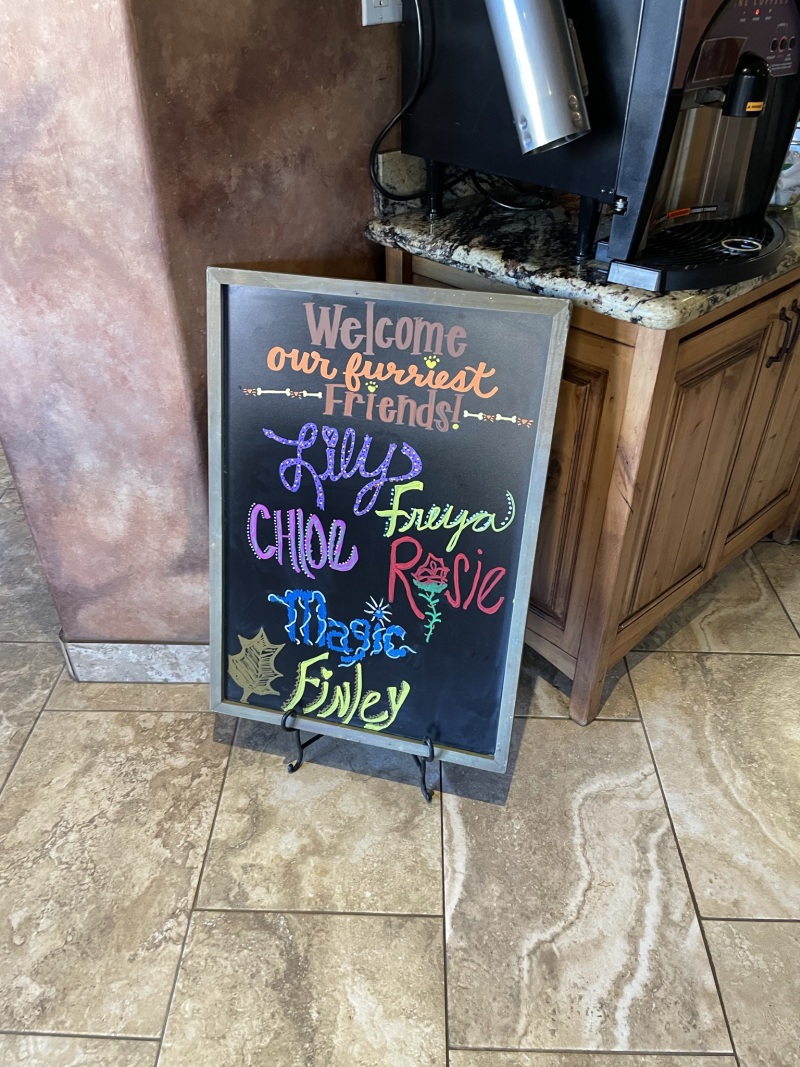 Welcome
our furriest
Friends!
Lily
Freya
CHlOe
Rosie
Magic
Finley